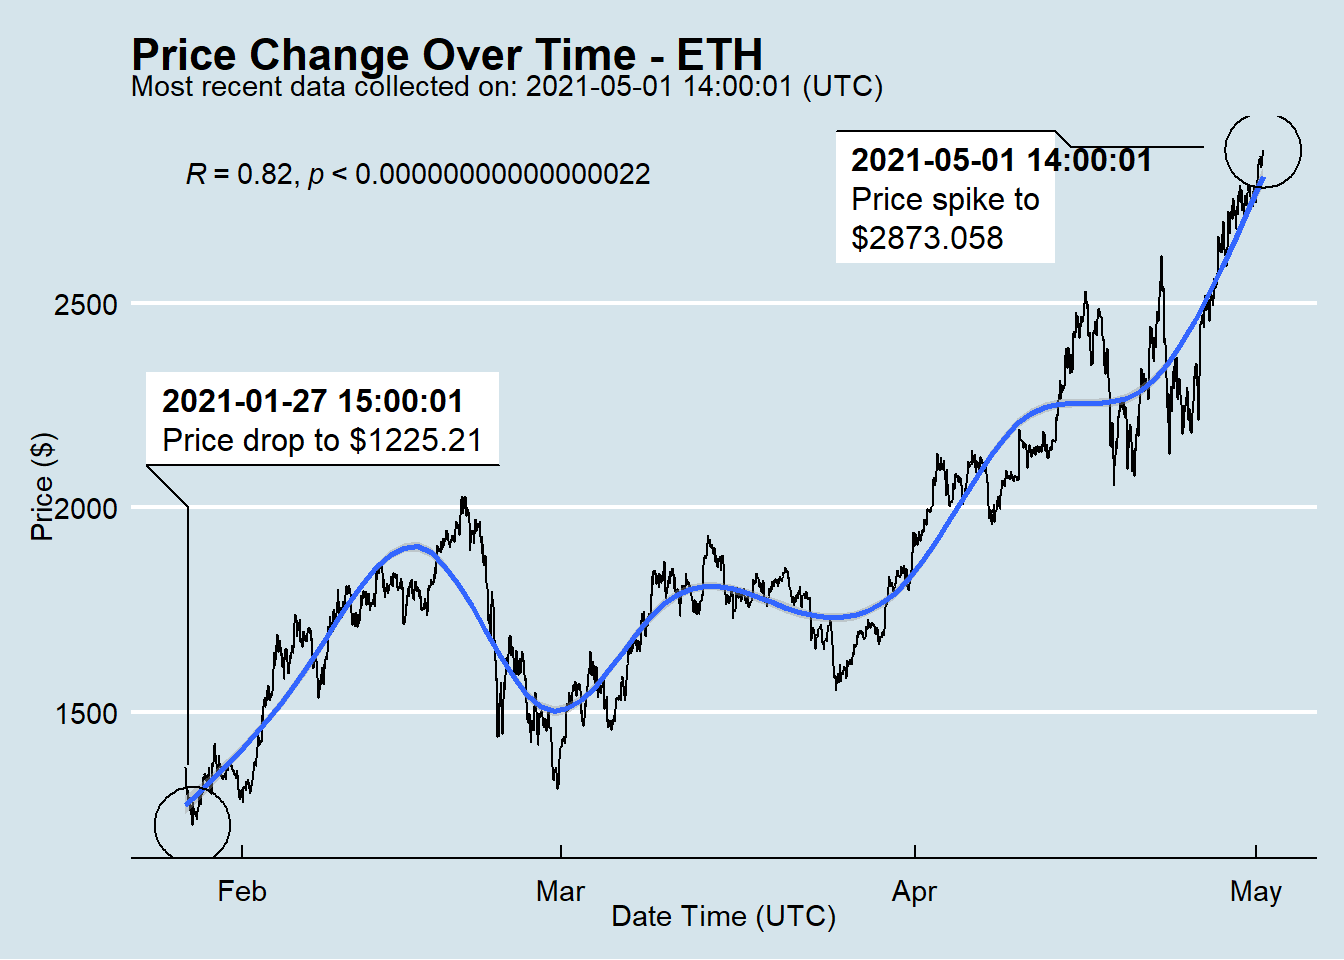 Price Change Over Time - ETH
Most recent data collected on: 2021-05-01 14:00:01 (UTC)
R = 0.82, p < 0.00000000000000022
2021-05-01 14:00:01
Price spike to
$2873.058
2021-01-27 15:00:01
Price drop to $1225.21
Price ($)
2500
2000
1500
Feb Mar Apr May
Date Time (UTC)